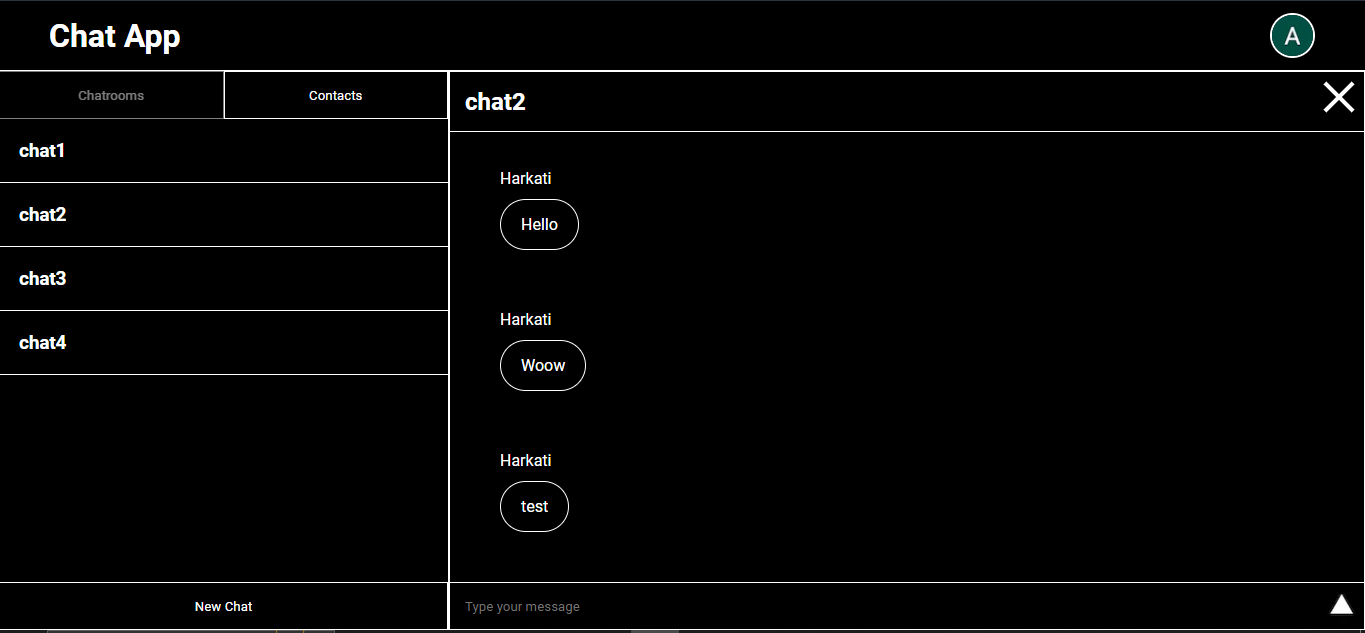 Chat App
A
Chatrooms
Contacts
chat1
chat2
chat3
chat4
New Chat
chat2
Harkati
Hello
Harkati
Woow
Harkati
test
Type your message